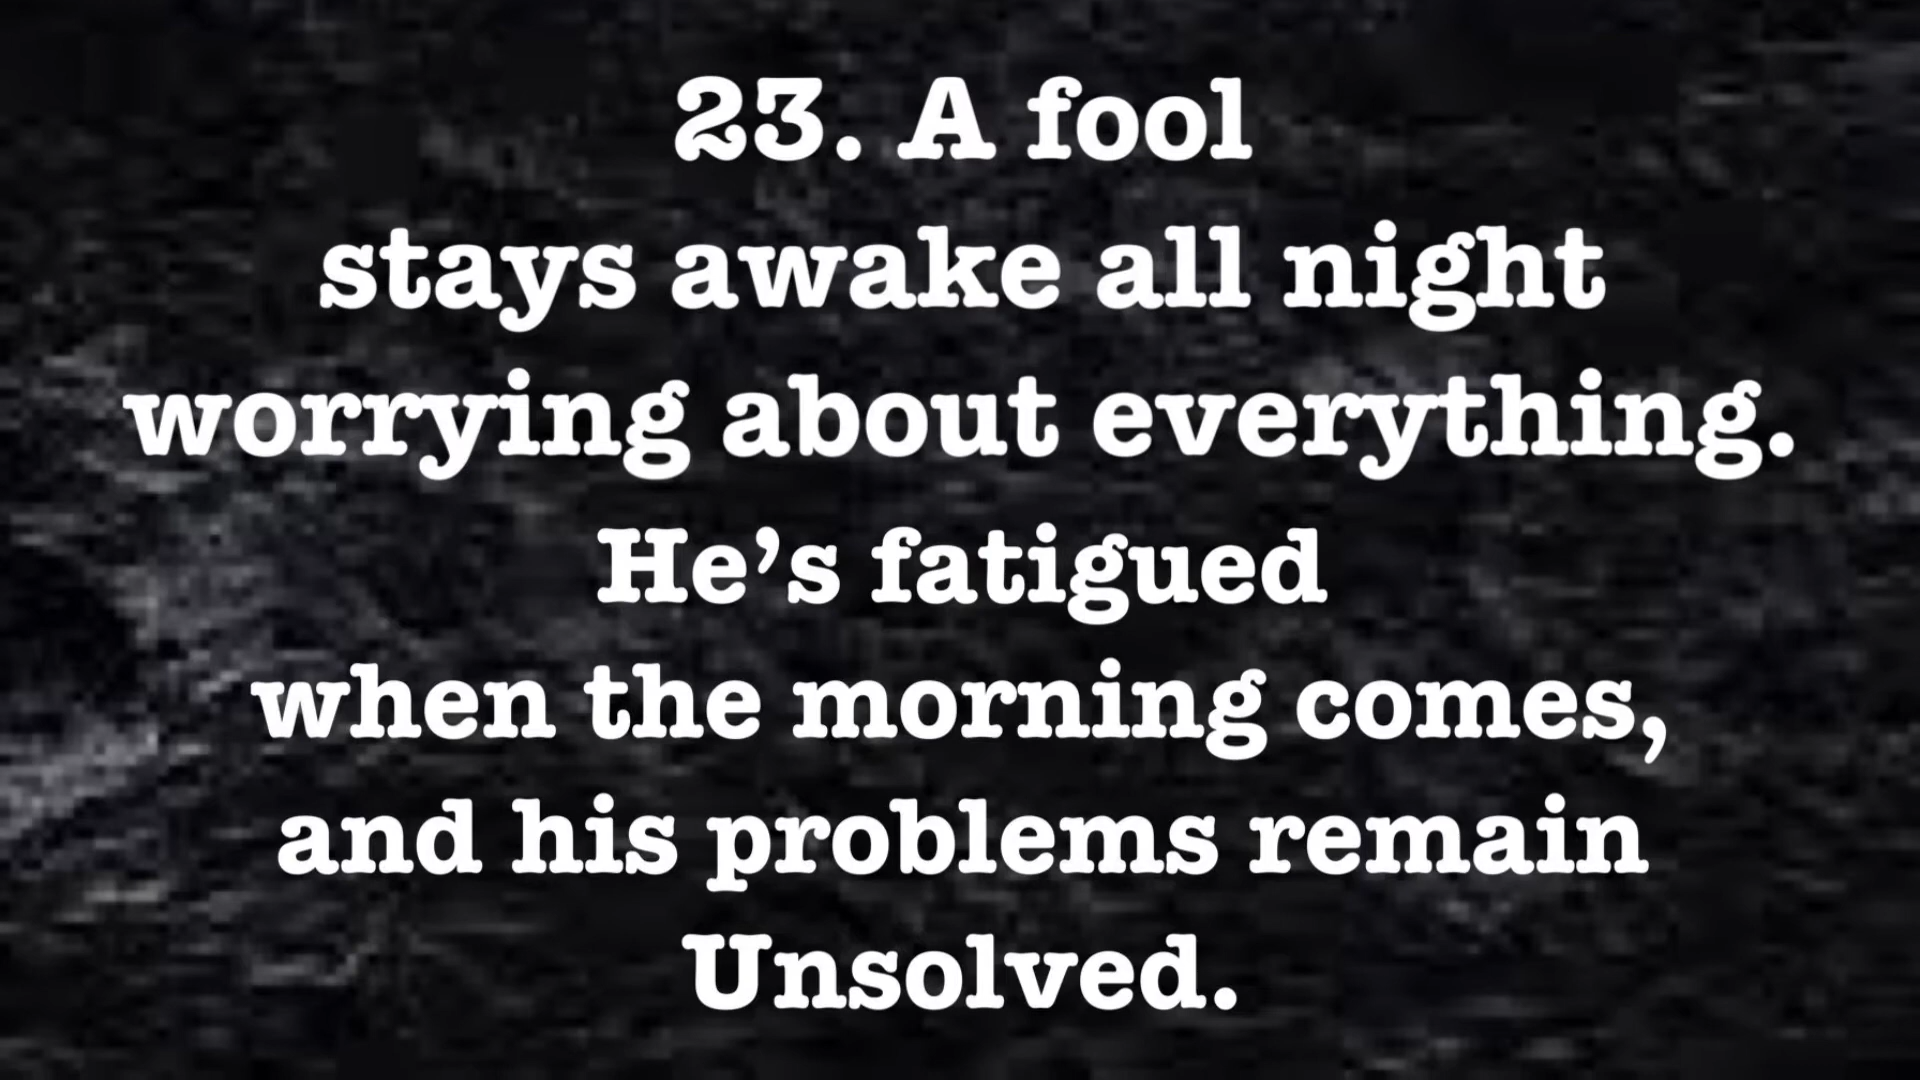 23. A fool
stays awake all night
worrying about everything.
He’s fatigued
when the morning comes,
and his problems remain
Unsolved.